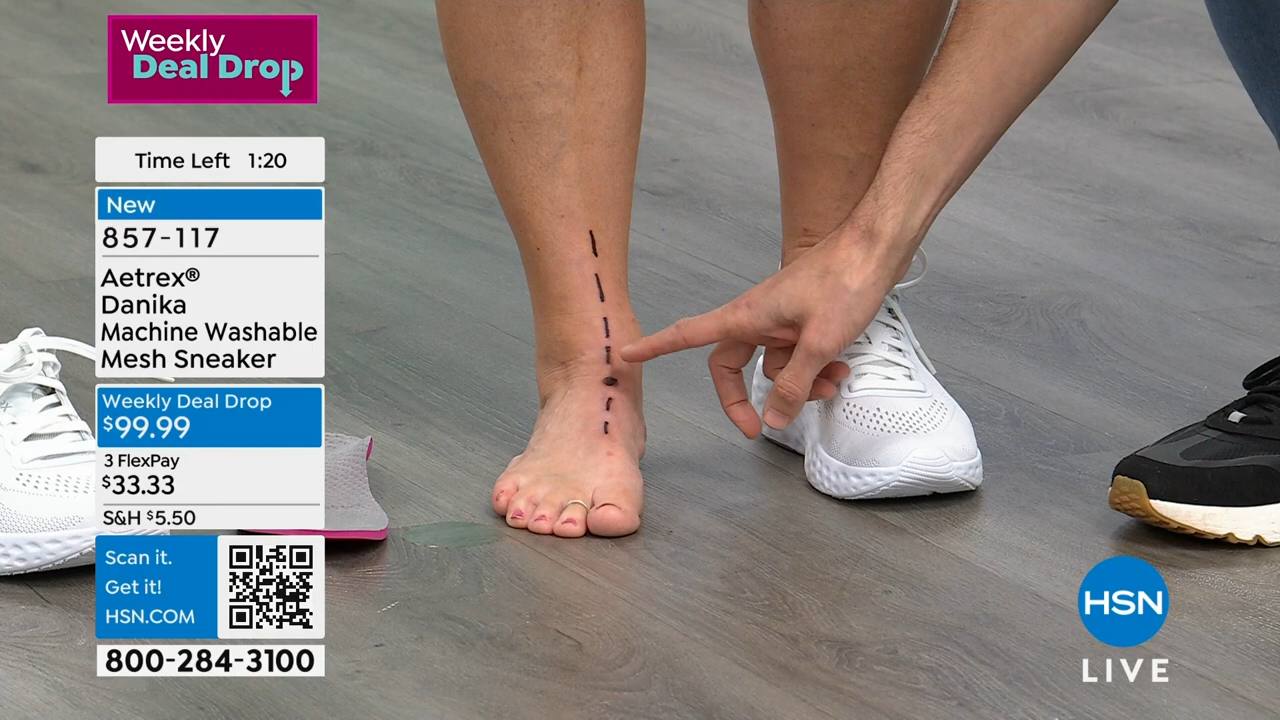 Weekly
Deal Drop
Time Left 1:20
New
857-117
Aetrex®
Danika
Machine Washable
Mesh Sneaker
Weekly Deal Drop
$99.99
3 FlexPay
$33.33
S&H $5.50
Scan it.
Get it!
HSN.COM
800-284-3100
HSN
LIVE